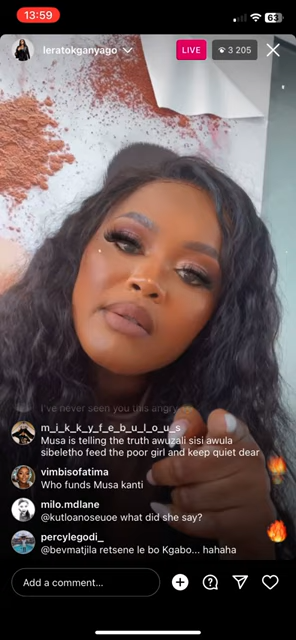 13:59
63
leratokganyago
LIVE
3 205
I've never seen you this angry
m_i_k_k_y_f_e_b_u_l_o_u_s
Musa is telling the truth awuzali sisi awula
sibeletho feed the poor girl and keep quiet dear
vimbisofatima
Who funds Musa kanti
milo.mdlane
@kutloanoseuoe what did she say?
percylegodi_
@bevmatjila retsene le bo Kgabo... hahaha
Add a comment...